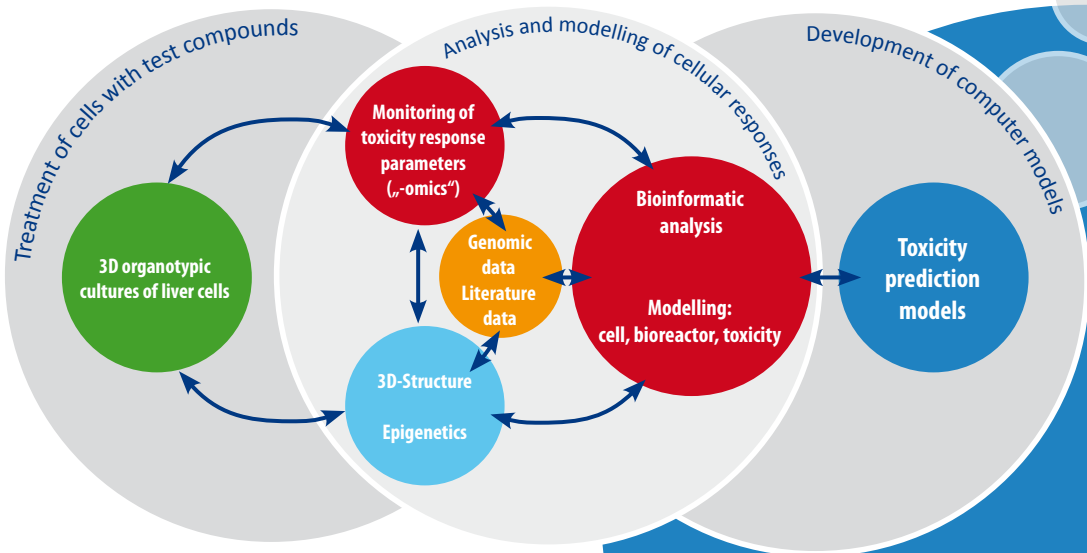 Treatment of cells with test compounds
Analysis and modelling of cellular responses
Development of computer models
Monitoring of
toxicity response
parameters
(„-omics“)
3D organotypic
cultures of liver cells
Genomic
data
Literature
data
3D-Structure
Epigenetics
Bioinformatic
analysis
Modelling:
cell, bioreactor, toxicity
Toxicity
prediction
models